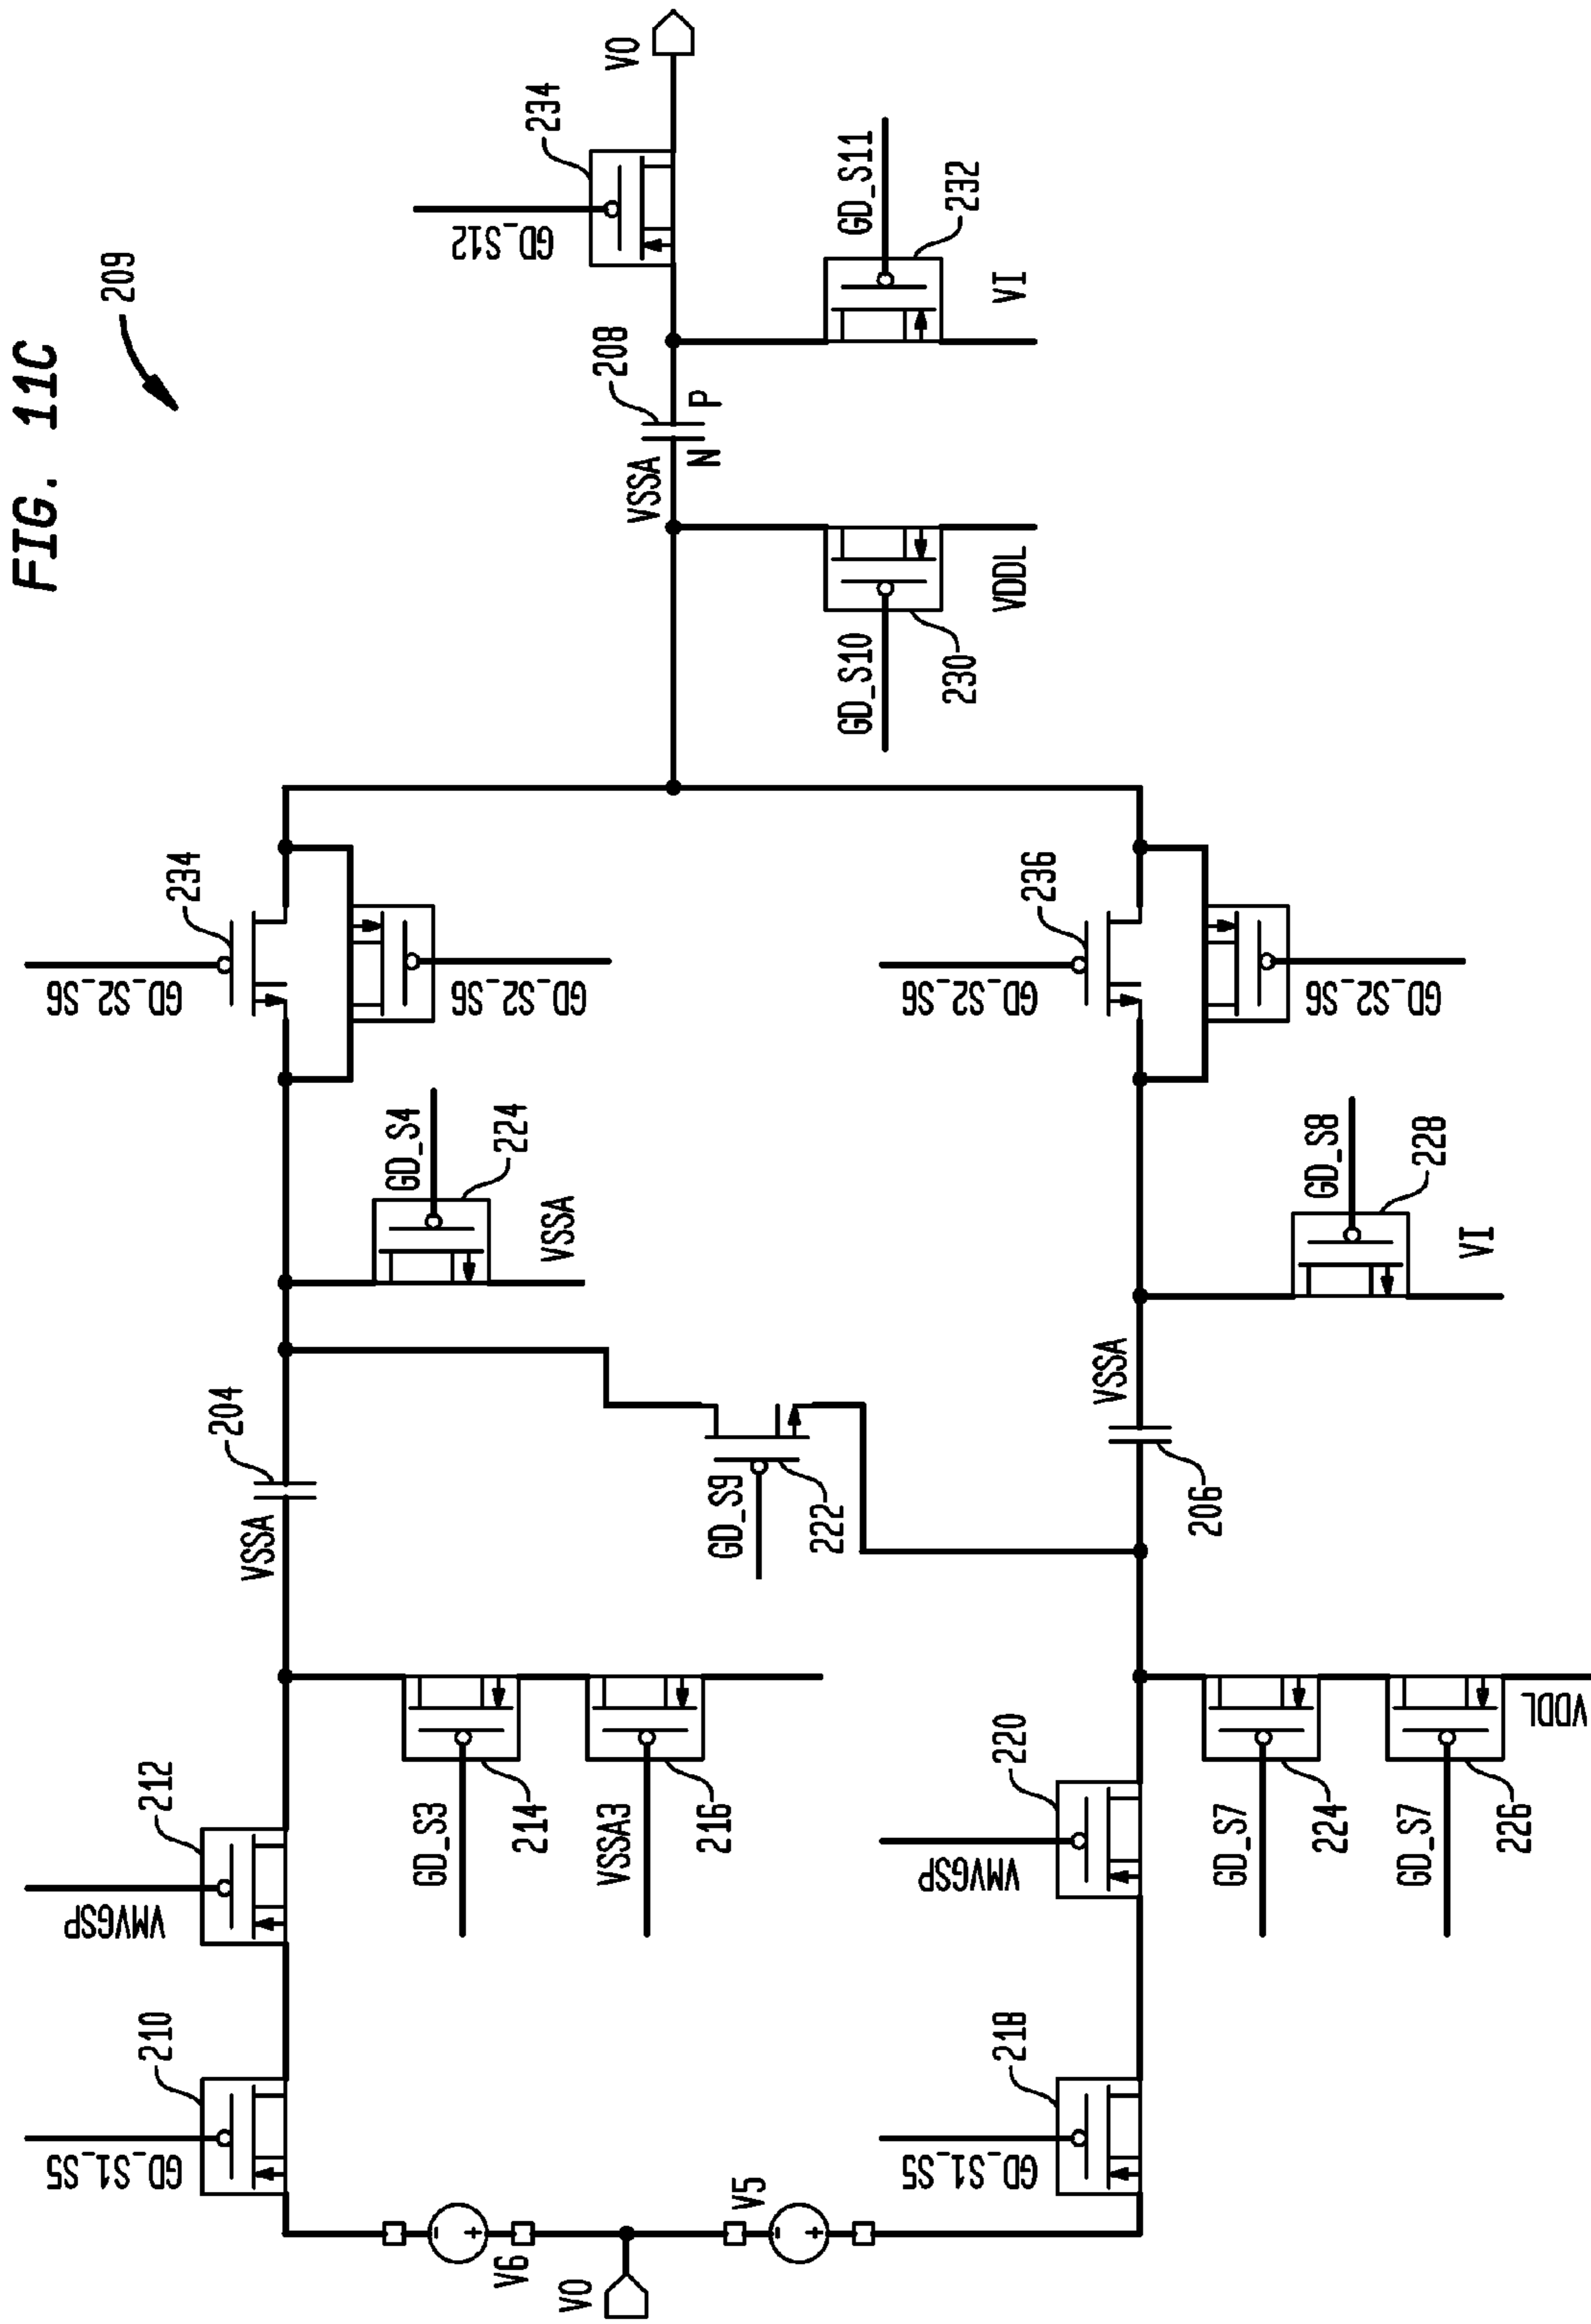 FIG. 11C
209
V0
234
GD_S12
GD_S11
232
VI
208
P
N
VSSA
VDDL
GD_S10
230
234
GD_S2_S6
GD_S2_S6
236
GD_S2_S6
GD_S2_S6
GD_S4
224
VSSA
GD_S8
228
VI
204
VSSA
GD_S9
222
VSSA
206
212
VMVGSP
GD_S3
214
VSSA3
216
220
VMVGSP
GD_S7
224
GD_S7
226
VDDL
210
GD_S1_S5
218
GD_S1_S5
V6
- +
V5
- +
V0